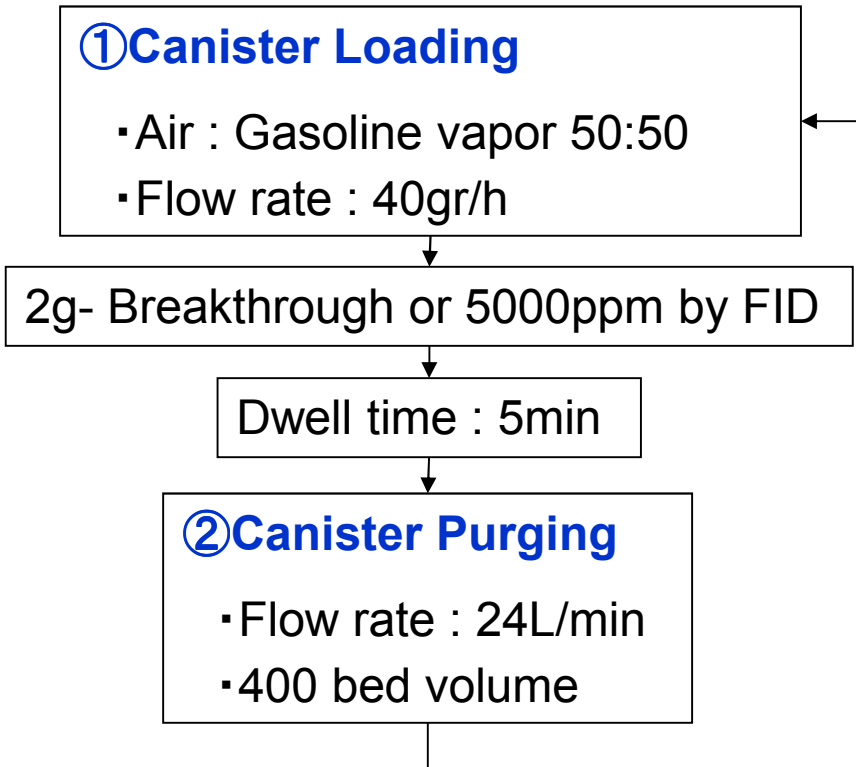 ①Canister Loading
・Air : Gasoline vapor 50:50
・Flow rate : 40gr/h
2g- Breakthrough or 5000ppm by FID
Dwell time : 5min
②Canister Purging
・Flow rate : 24L/min
・400 bed volume